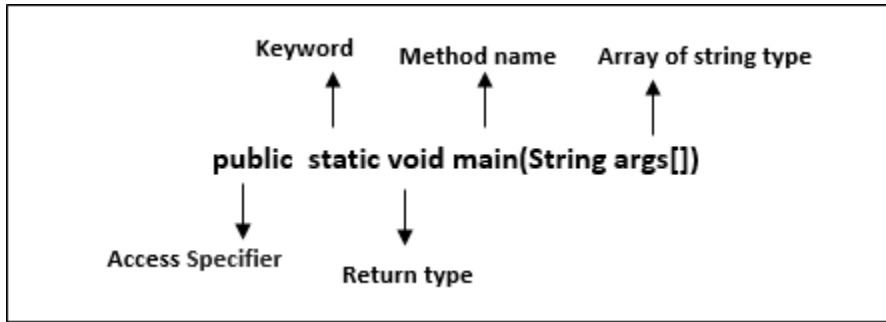 Keyword Method name Array of string type
public static void main(String args[])
Access Specifier
Return type